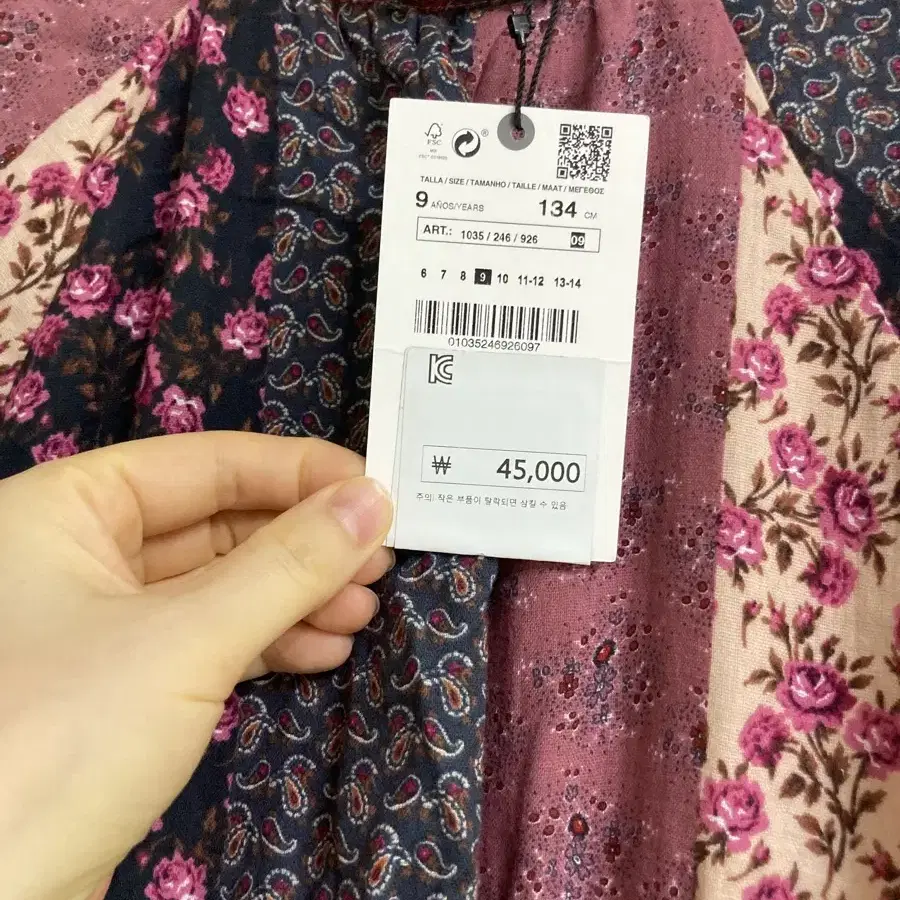 FSC
®
TALLA / SIZE / TAMANHO / TAILLE / MAAT / ΜΕΓΕΘΟΣ
9 AÑOS/YEARS 134 CM
ART.: 1035 / 246 / 926 09
6 7 8 9 10 11-12 13-14
01035246926097
KC
₩ 45,000
주의: 작은 부품이 탈락되면 삼킬 수 있음